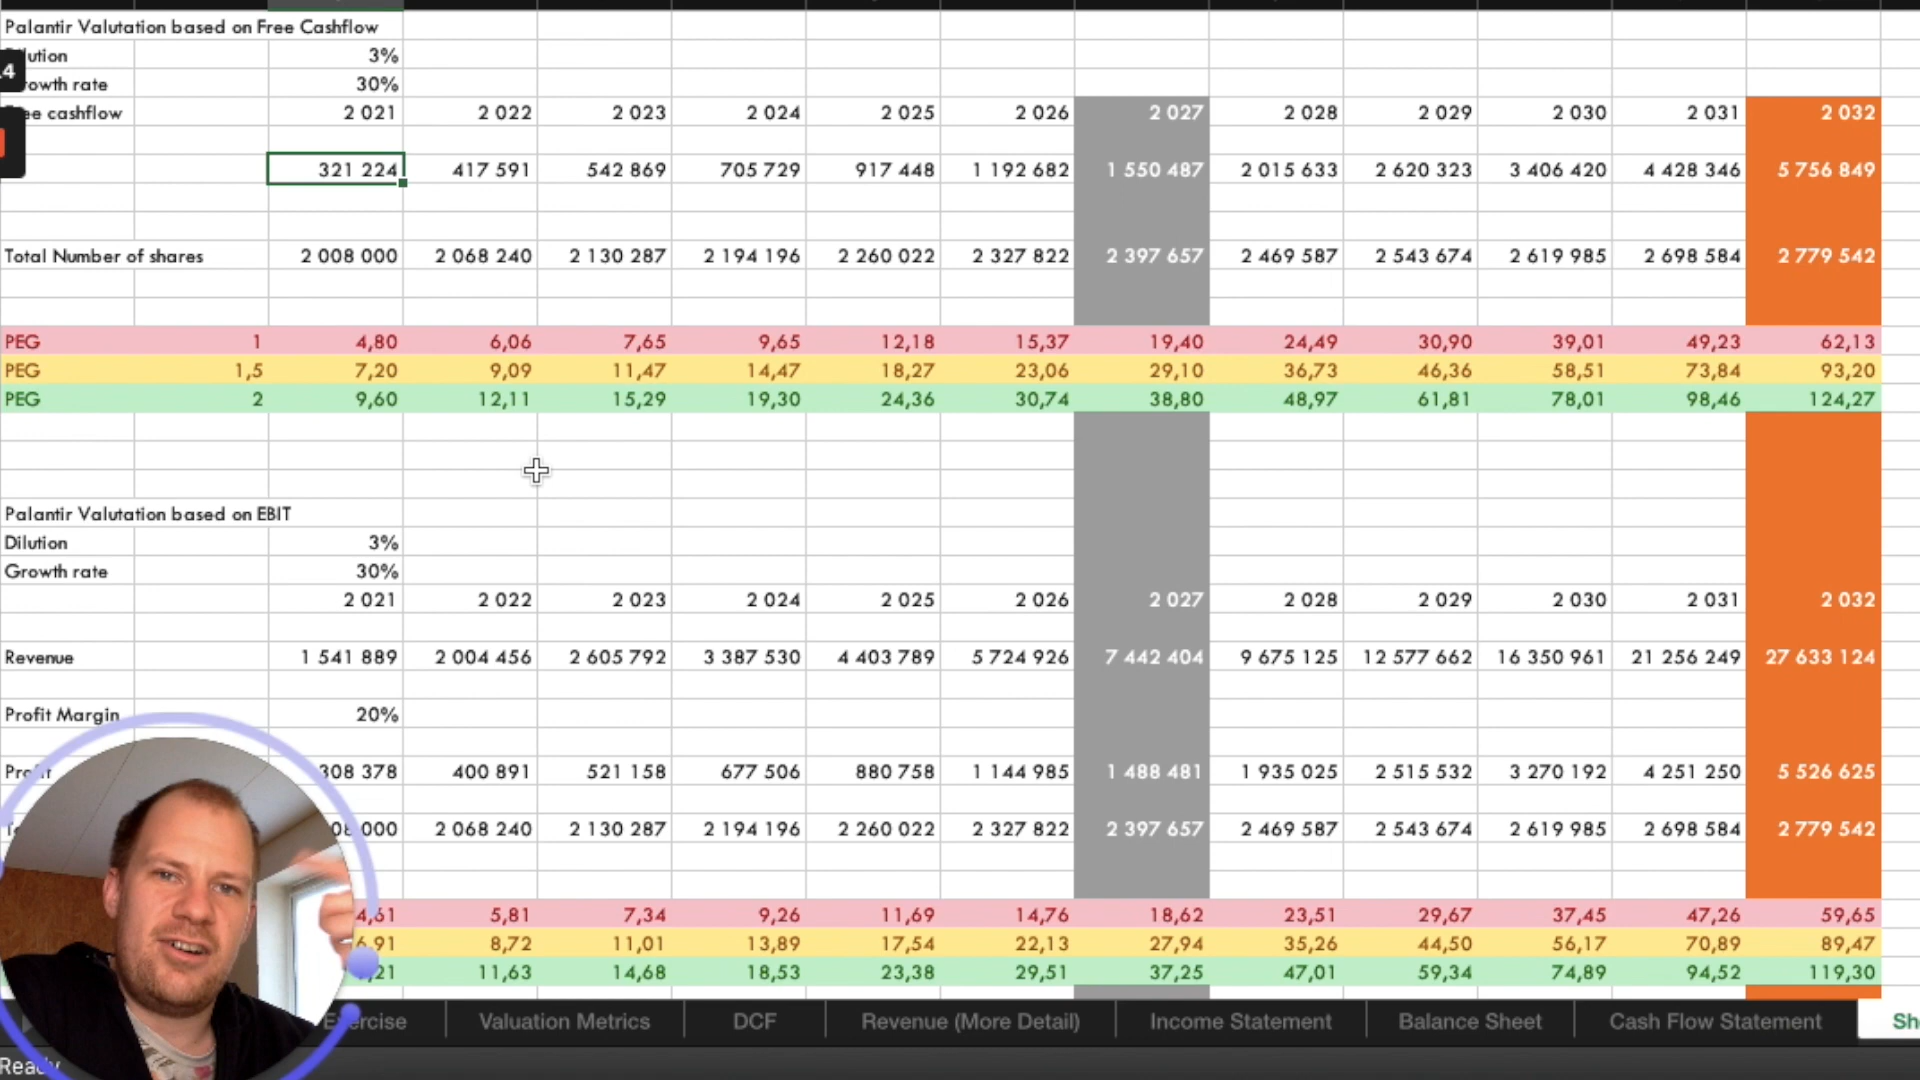 Palantir Valutation based on Free Cashflow
3%
30%
cashflow 2 021 2 022 2 023 2 024 2 025 2 026 2 027 2 028 2 029 2 030 2 031 2 032
321 224 417 591 542 869 705 729 917 448 1 192 682 1 550 487 2 015 633 2 620 323 3 406 420 4 428 346 5 756 849
Total Number of shares 2 008 000 2 068 240 2 130 287 2 194 196 2 260 022 2 327 822 2 397 657 2 469 587 2 543 674 2 619 985 2 698 584 2 779 542
PEG 1 4,80 6,06 7,65 9,65 12,18 15,37 19,40 24,49 30,90 39,01 49,23 62,13
PEG 1,5 7,20 9,09 11,47 14,47 18,27 23,06 29,10 36,73 46,36 58,51 73,84 93,20
PEG 2 9,60 12,11 15,29 19,30 24,36 30,74 38,80 48,97 61,81 78,01 98,46 124,27
Palantir Valutation based on EBIT
Dilution 3%
Growth rate 30%
2 021 2 022 2 023 2 024 2 025 2 026 2 027 2 028 2 029 2 030 2 031 2 032
Revenue 1 541 889 2 004 456 2 605 792 3 387 530 4 403 789 5 724 926 7 442 404 9 675 125 12 577 662 16 350 961 21 256 249 27 633 124
Profit Margin 20%
308 378 400 891 521 158 677 506 880 758 1 144 985 1 488 481 1 935 025 2 515 532 3 270 192 4 251 250 5 526 625
2 068 240 2 130 287 2 194 196 2 260 022 2 327 822 2 397 657 2 469 587 2 543 674 2 619 985 2 698 584 2 779 542
4,61 5,81 7,34 9,26 11,69 14,76 18,62 23,51 29,67 37,45 47,26 59,65
6,91 8,72 11,01 13,89 17,54 22,13 27,94 35,26 44,50 56,17 70,89 89,47
11,63 14,68 18,53 23,38 29,51 37,25 47,01 59,34 74,89 94,52 119,30
Exercise Valuation Metrics DCF Revenue (More Detail) Income Statement Balance Sheet Cash Flow Statement
Ready